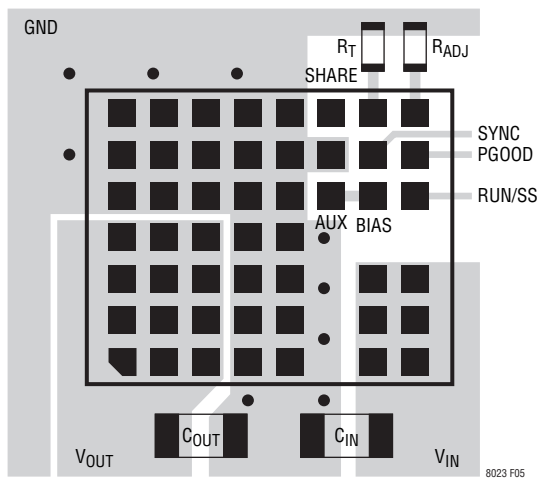 GND
RT
RADJ
SHARE
SYNC
PGOOD
RUN/SS
AUX
BIAS
COUT
CIN
VOUT
VIN
8023 F05